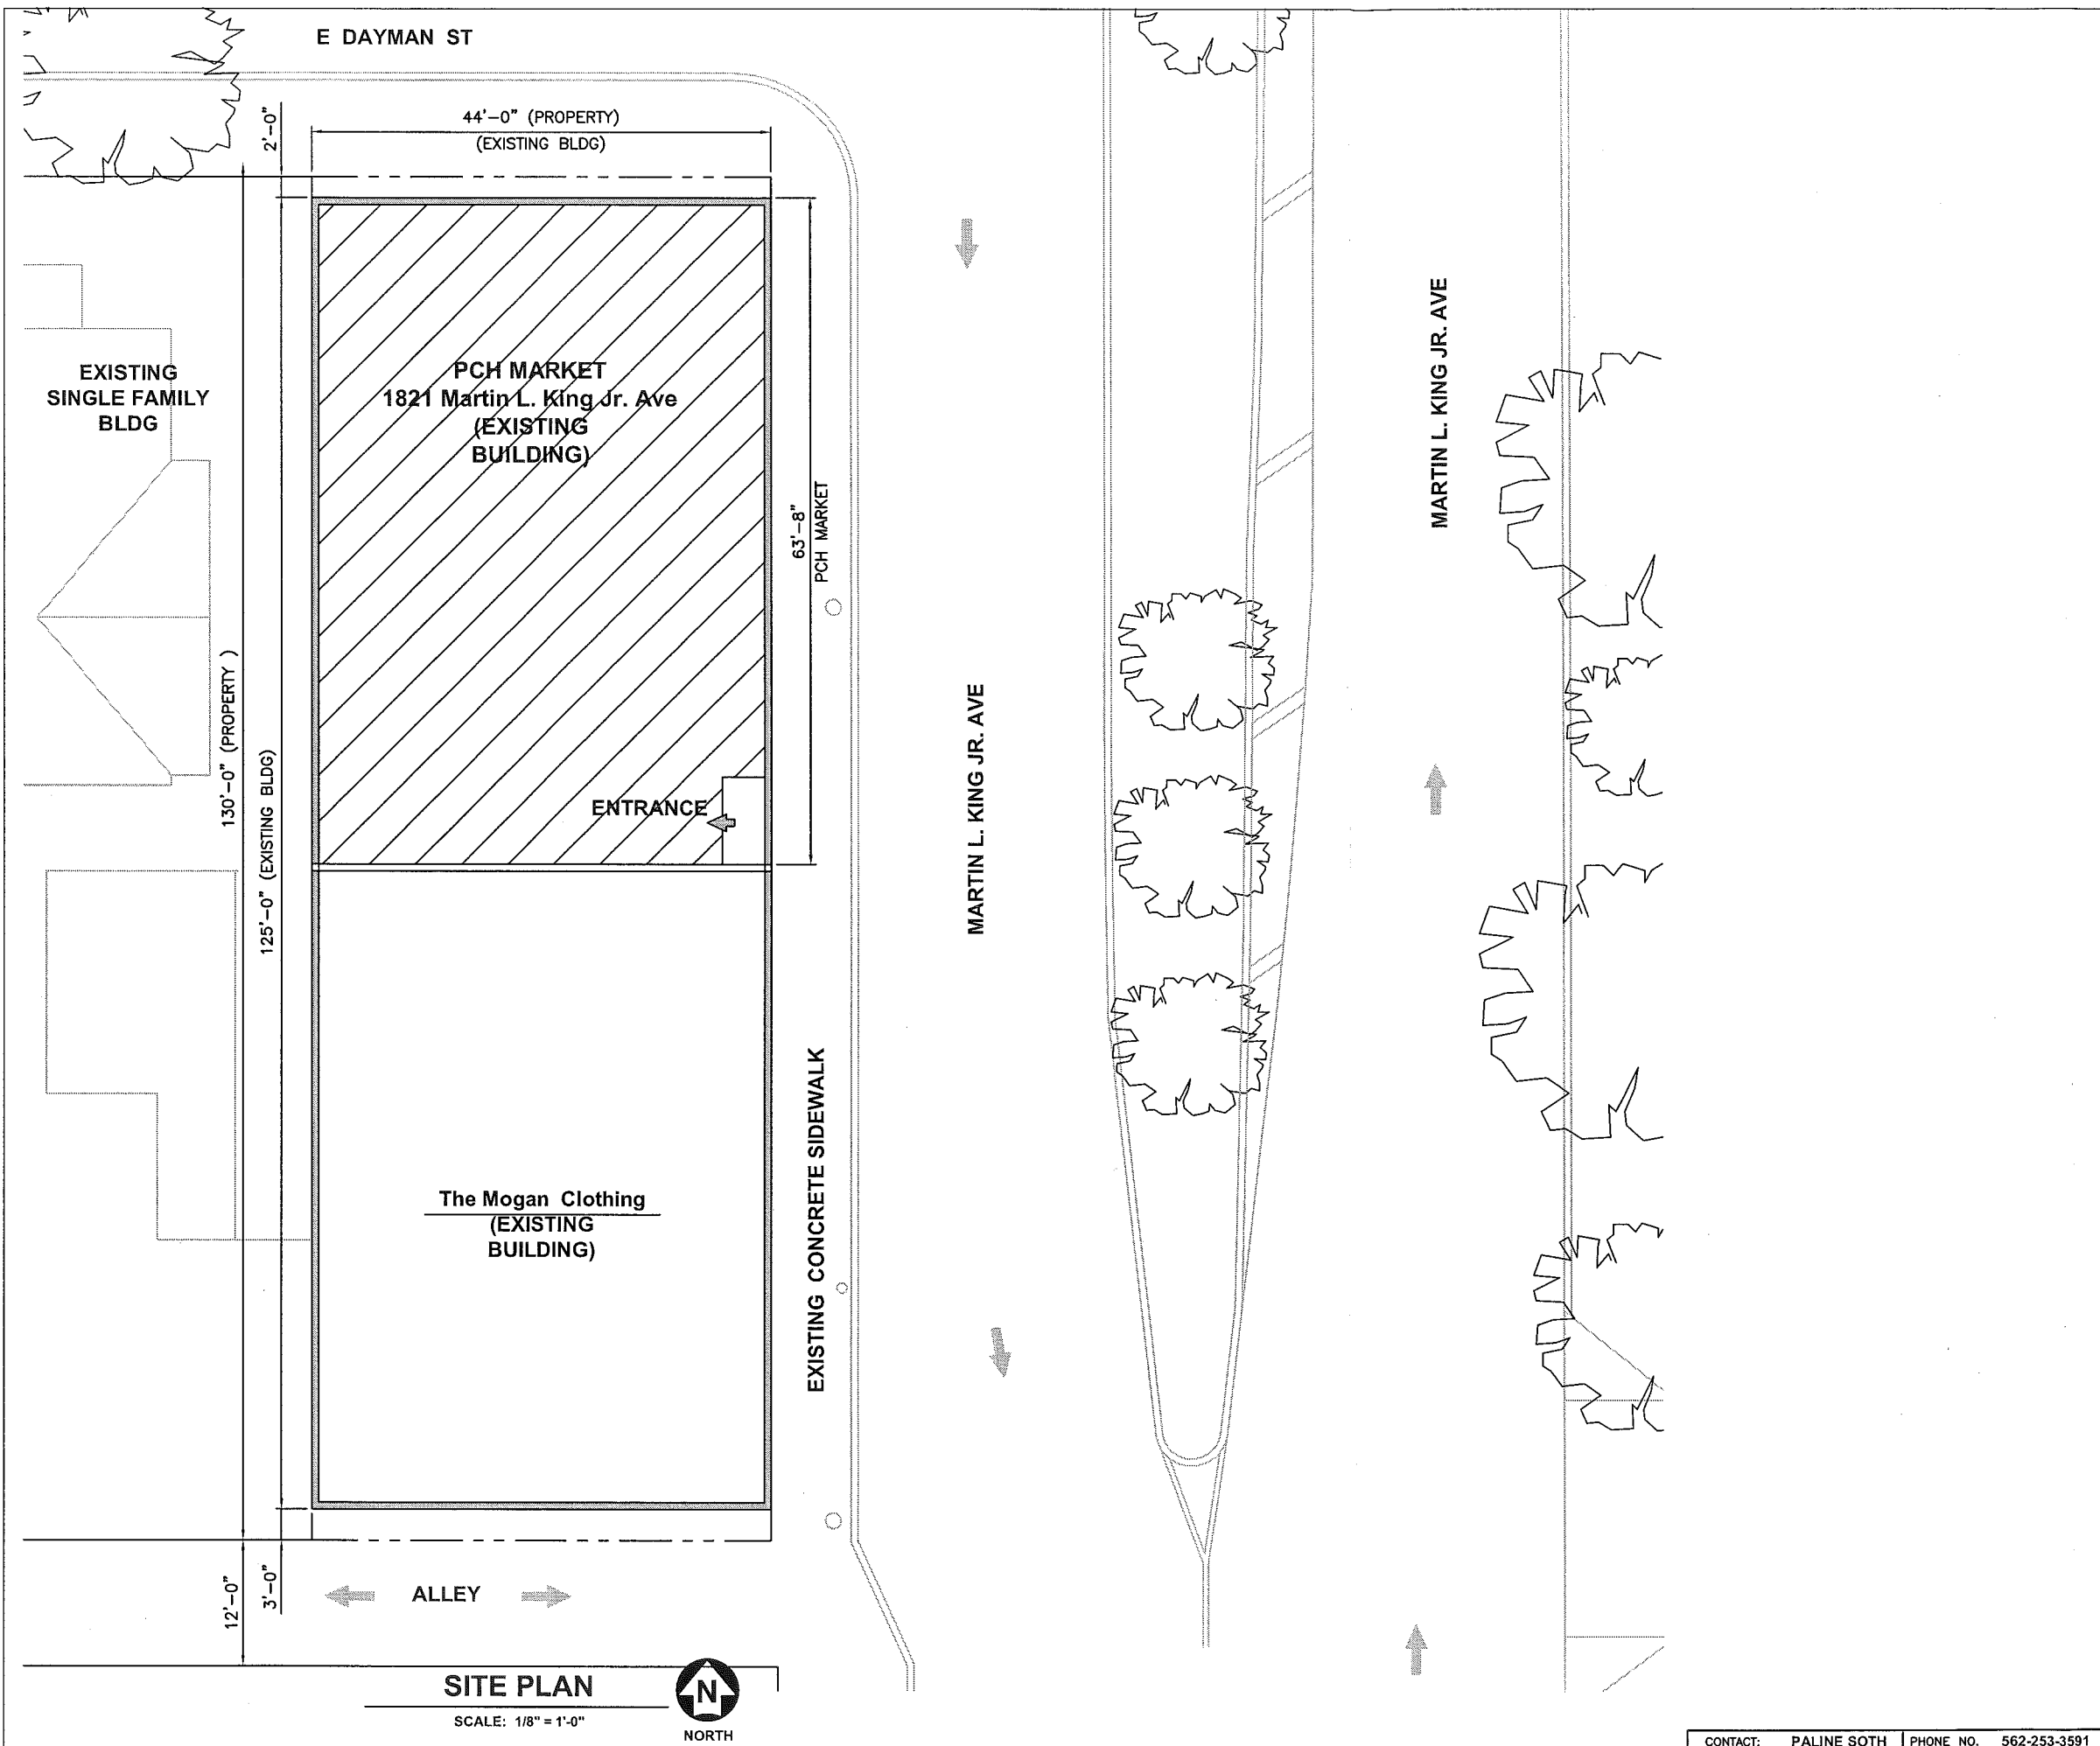 E DAYMAN ST
2'-0"
44'-0" (PROPERTY)
(EXISTING BLDG)
EXISTING
SINGLE FAMILY
BLDG
PCH MARKET
1821 Martin L. King Jr. Ave
(EXISTING
BUILDING)
63'-8"
PCH MARKET
MARTIN L. KING JR. AVE
MARTIN L. KING JR. AVE
130'-0" (PROPERTY )
125'-0" (EXISTING BLDG)
ENTRANCE
The Mogan Clothing
(EXISTING
BUILDING)
EXISTING CONCRETE SIDEWALK
12'-0"
3'-0"
ALLEY
SITE PLAN
SCALE: 1/8" = 1'-0"
N
NORTH
CONTACT: PALINE SOTH PHONE NO. 562-253-3591